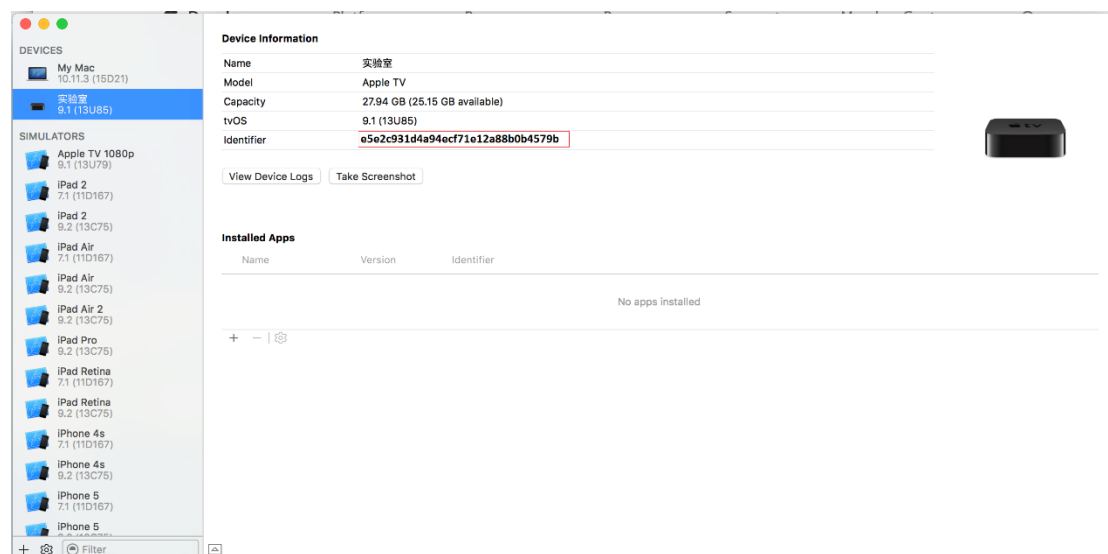 DEVICES
My Mac
10.11.3 (15D21)
实验室
9.1 (13U85)
SIMULATORS
Apple TV 1080p
9.1 (13U79)
iPad 2
7.1 (11D167)
iPad 2
9.2 (13C75)
iPad Air
7.1 (11D167)
iPad Air
9.2 (13C75)
iPad Air 2
9.2 (13C75)
iPad Pro
9.2 (13C75)
iPad Retina
7.1 (11D167)
iPad Retina
9.2 (13C75)
iPhone 4s
7.1 (11D167)
iPhone 4s
9.2 (13C75)
iPhone 5
7.1 (11D167)
iPhone 5
Filter
Device Information
Name 实验室
Model Apple TV
Capacity 27.94 GB (25.15 GB available)
tvOS 9.1 (13U85)
Identifier e5e2c931d4a94ecf71e12a88b0b4579b
View Device Logs Take Screenshot
Installed Apps
Name Version Identifier
No apps installed
tv